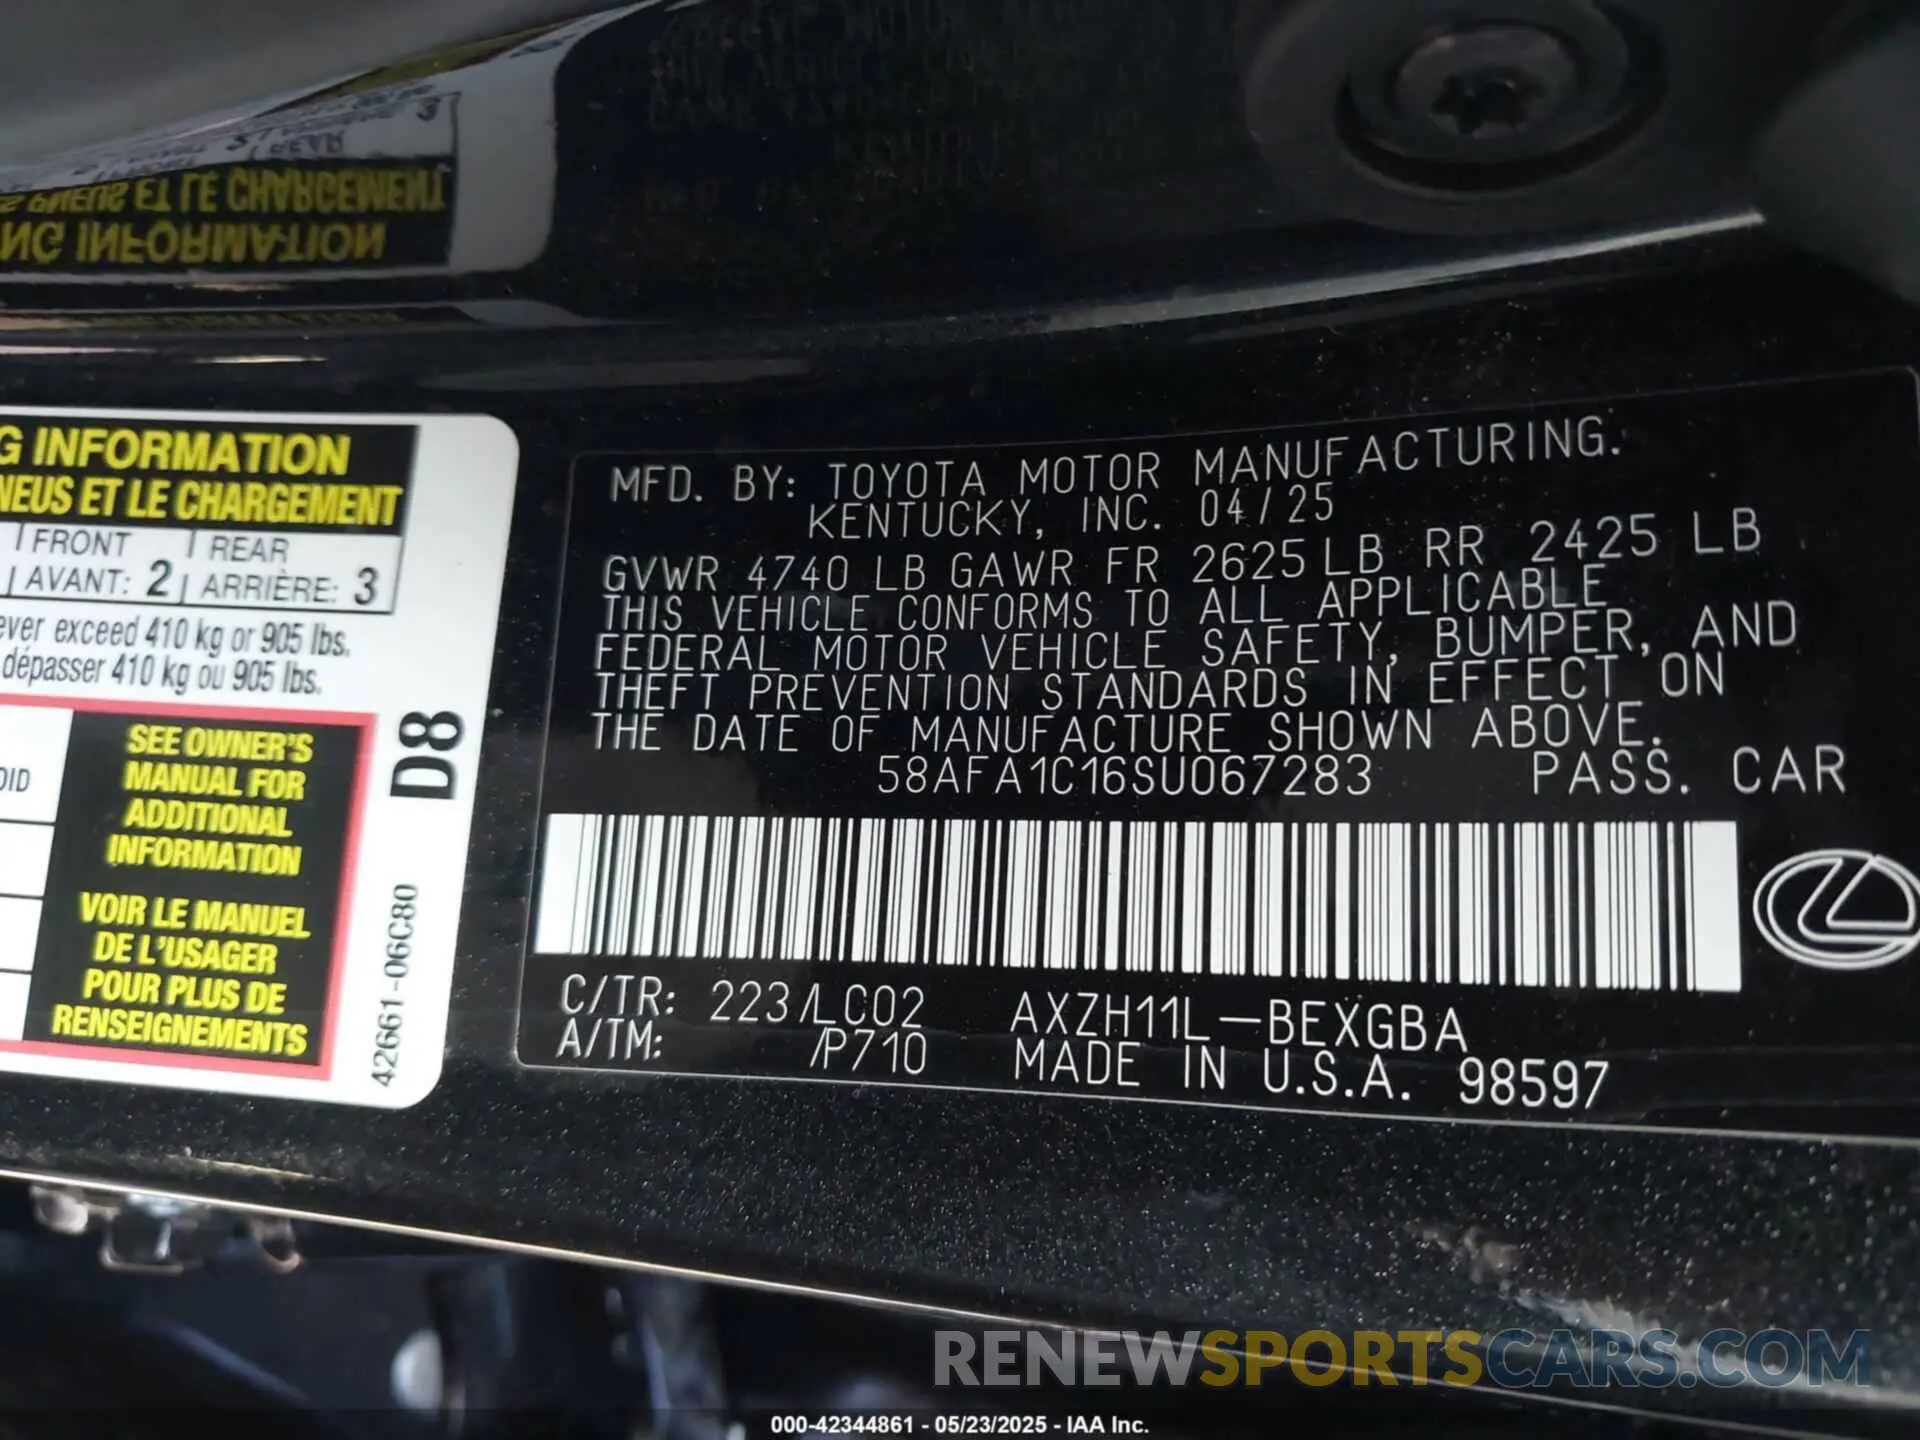 G INFORMATION
NEUS ET LE CHARGEMENT
FRONT REAR
AVANT: 2 ARRIÈRE: 3
ever exceed 410 kg or 905 lbs.
dépasser 410 kg ou 905 lbs.
OID
SEE OWNER'S
MANUAL FOR
ADDITIONAL
INFORMATION
VOIR LE MANUEL
DE L'USAGER
POUR PLUS DE
RENSEIGNEMENTS
D8
42661-06C80
MFD. BY: TOYOTA MOTOR MANUFACTURING.
KENTUCKY, INC. 04/25
GVWR 4740 LB GAWR FR 2625 LB RR 2425 LB
THIS VEHICLE CONFORMS TO ALL APPLICABLE
FEDERAL MOTOR VEHICLE SAFETY, BUMPER, AND
THEFT PREVENTION STANDARDS IN EFFECT ON
THE DATE OF MANUFACTURE SHOWN ABOVE.
58AFA1C16SU067283 PASS. CAR
C/TR: 223/LC02 AXZH11L-BEXGBA
A/TM: /P710 MADE IN U.S.A. 98597
RENEWSPORTSCARS.COM
000-42344861 - 05/23/2025 - IAA Inc.